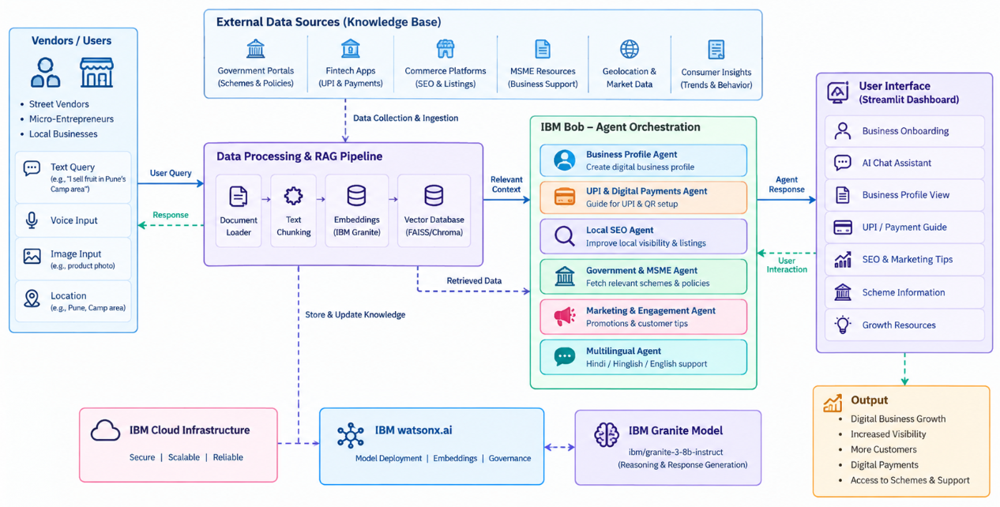 Vendors / Users
Street Vendors
Micro-Entrepreneurs
Local Businesses
Text Query
(e.g., "I sell fruit in Pune's
Camp area")
Voice Input
Image Input
(e.g., product photo)
Location
(e.g., Pune, Camp area)
User Query
Response
External Data Sources (Knowledge Base)
Government Portals
(Schemes & Policies)
Fintech Apps
(UPI & Payments)
Commerce Platforms
(SEO & Listings)
MSME Resources
(Business Support)
Geolocation &
Market Data
Consumer Insights
(Trends & Behavior)
Data Collection & Ingestion
Data Processing & RAG Pipeline
Document
Loader
Text
Chunking
Embeddings
(IBM Granite)
Vector Database
(FAISS/Chroma)
Relevant
Context
Retrieved Data
Store & Update Knowledge
IBM Bob – Agent Orchestration
Business Profile Agent
Create digital business profile
UPI & Digital Payments Agent
Guide for UPI & QR setup
Local SEO Agent
Improve local visibility & listings
Government & MSME Agent
Fetch relevant schemes & policies
Marketing & Engagement Agent
Promotions & customer tips
Multilingual Agent
Hindi / Hinglish / English support
Agent
Response
User
Interaction
User Interface
(Streamlit Dashboard)
Business Onboarding
AI Chat Assistant
Business Profile View
UPI / Payment Guide
SEO & Marketing Tips
Scheme Information
Growth Resources
IBM Cloud Infrastructure
Secure | Scalable | Reliable
IBM watsonx.ai
Model Deployment | Embeddings | Governance
IBM Granite Model
ibm/granite-3-8b-instruct
(Reasoning & Response Generation)
Output
Digital Business Growth
Increased Visibility
More Customers
Digital Payments
Access to Schemes & Support